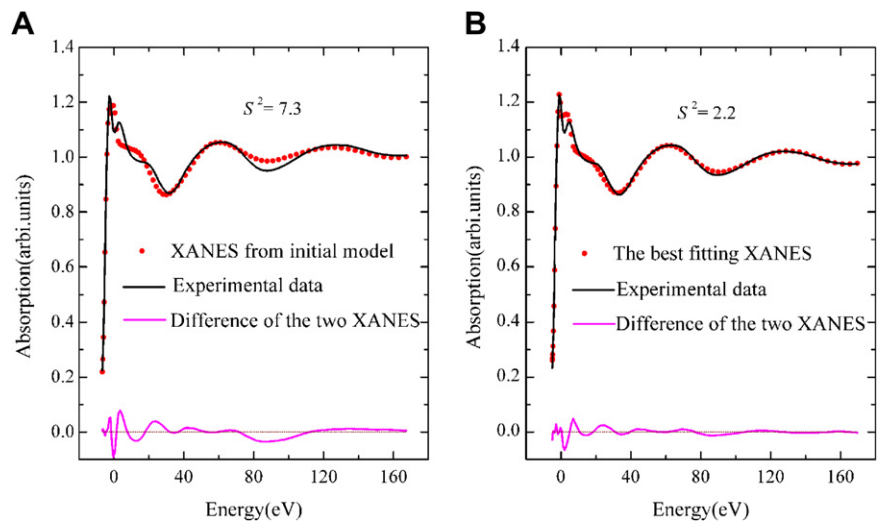 A
1.4
1.2
1.0
0.8
0.6
0.4
0.2
0.0
Absorption(arbi.units)
S²= 7.3
XANES from initial model
Experimental data
Difference of the two XANES
0
40
80
120
160
Energy(eV)
B
1.4
1.2
1.0
0.8
0.6
0.4
0.2
0.0
Absorption(arbi.units)
S²= 2.2
The best fitting XANES
Experimental data
Difference of the two XANES
0
40
80
120
160
Energy(eV)